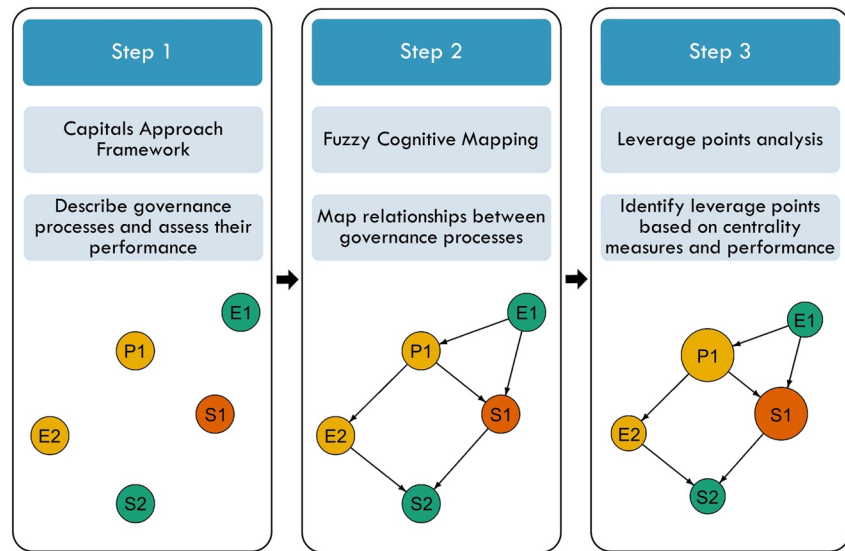 Step 1
Capitals Approach
Framework
Describe governance
processes and assess their
performance
E1
P1
S1
E2
S2
Step 2
Fuzzy Cognitive Mapping
Map relationships between
governance processes
E1
P1
S1
E2
S2
Step 3
Leverage points analysis
Identify leverage points
based on centrality
measures and performance
E1
P1
S1
E2
S2